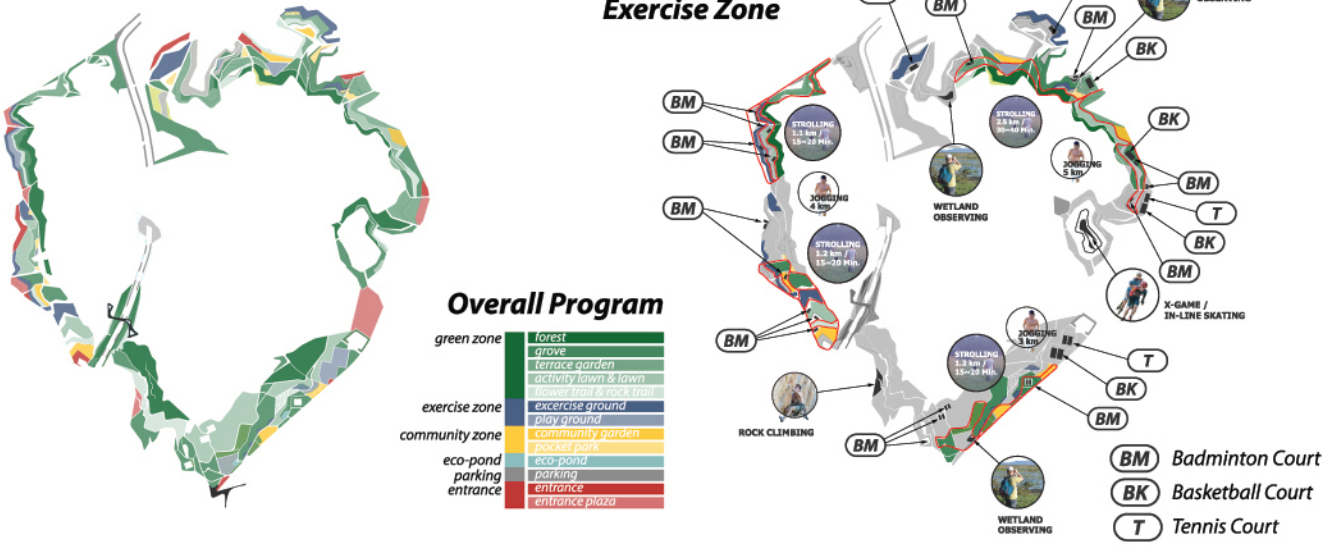 Exercise Zone
OBSERVING
BM
BM
BK
BM
BM
STROLLING
1.1 km /
15~20 Min.
STROLLING
2.5 km
30~40 Min.
BK
JOGGING
5 km
WETLAND
OBSERVING
JOGGING
4 km
BM
T
BM
BK
BM
STROLLING
1.2 km /
15~20 Min.
X-GAME /
IN-LINE SKATING
Overall Program
green zone
forest
grove
terrace garden
activity lawn & lawn
flower trail & rock trail
exercise zone
excercise ground
play ground
community zone
community garden
pocket park
eco-pond
eco-pond
parking
parking
entrance
entrance
entrance plaza
BM
JOGGING
3 km
STROLLING
1.2 km /
15~20 Min.
T
BK
BM
ROCK CLIMBING
BM
WETLAND
OBSERVING
BM Badminton Court
BK Basketball Court
T Tennis Court